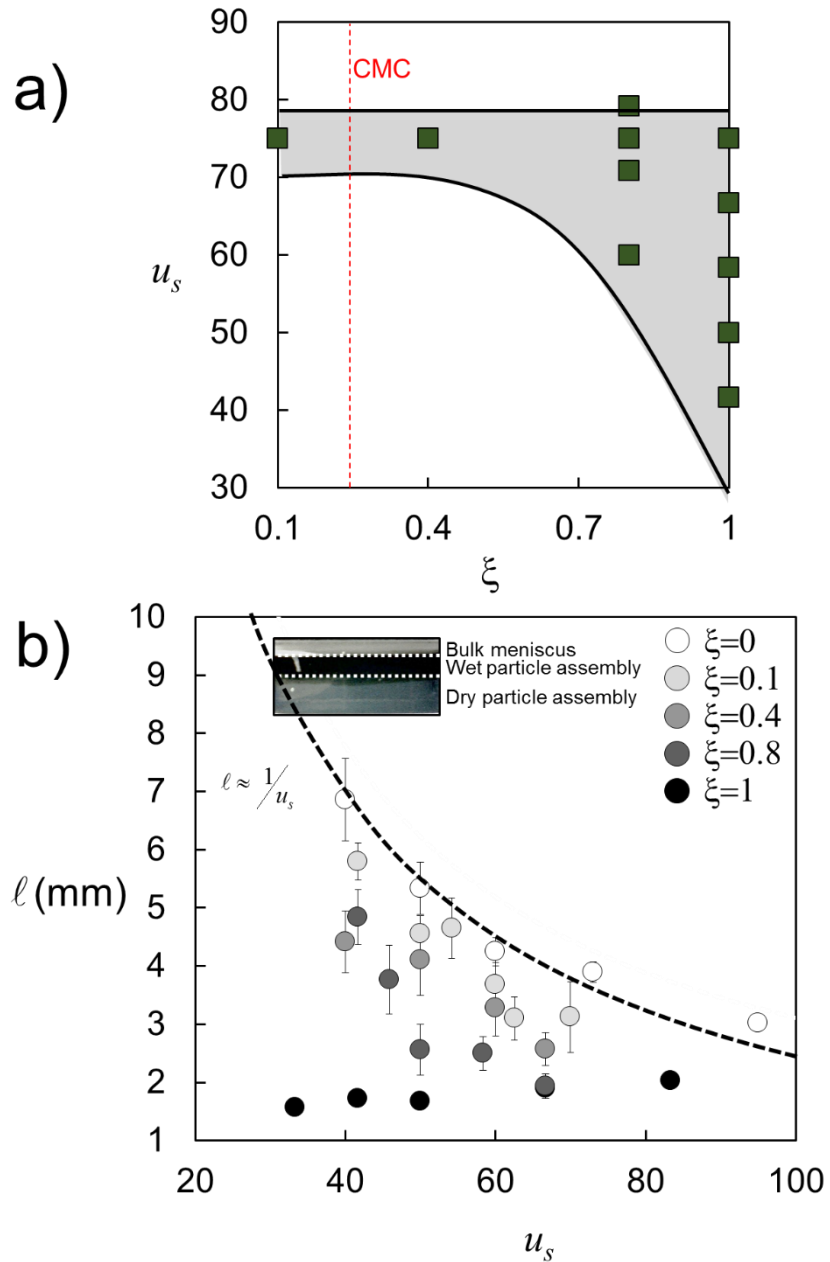 a)
90
80
70
60
50
40
30
u_s
CMC
0.1
0.4
0.7
1
ξ
b)
10
9
8
7
6
5
4
3
2
1
ℓ (mm)
Bulk meniscus
Wet particle assembly
Dry particle assembly
ℓ ≈ 1/u_s
ξ=0
ξ=0.1
ξ=0.4
ξ=0.8
ξ=1
20
40
60
80
100
u_s